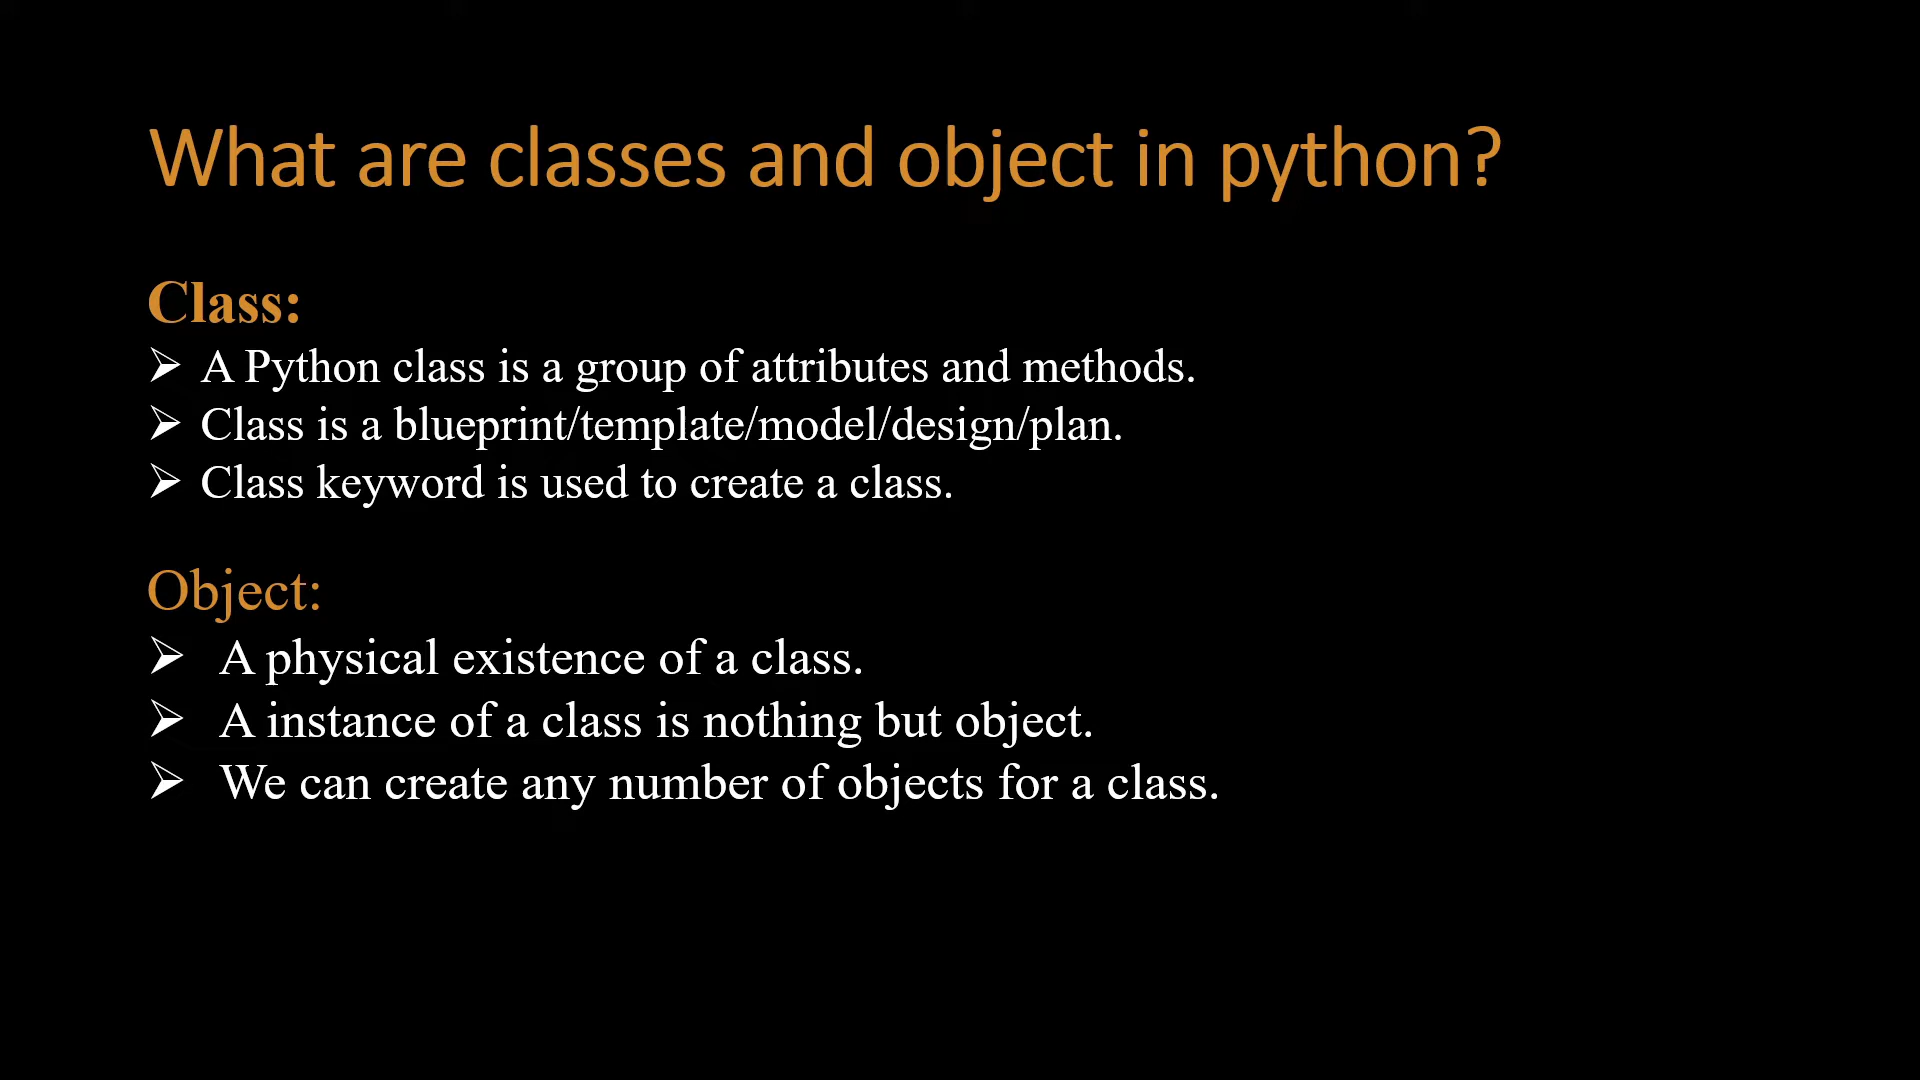 What are classes and object in python?
Class:
➢ A Python class is a group of attributes and methods.
➢ Class is a blueprint/template/model/design/plan.
➢ Class keyword is used to create a class.
Object:
➢ A physical existence of a class.
➢ A instance of a class is nothing but object.
➢ We can create any number of objects for a class.